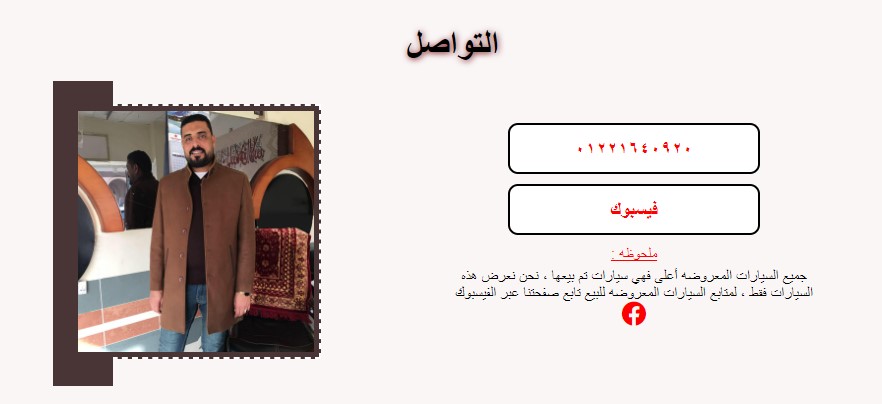 التواصل
٠١٢٢١٦٤٠٩٢٠
فيسبوك
ملحوظه :
جميع السيارات المعروضه أعلى فهي سيارات تم بيعها ، نحن نعرض هذه
السيارات فقط ، لمتابع السيارات المعروضه للبيع تابع صفحتنا عبر الفيسبوك